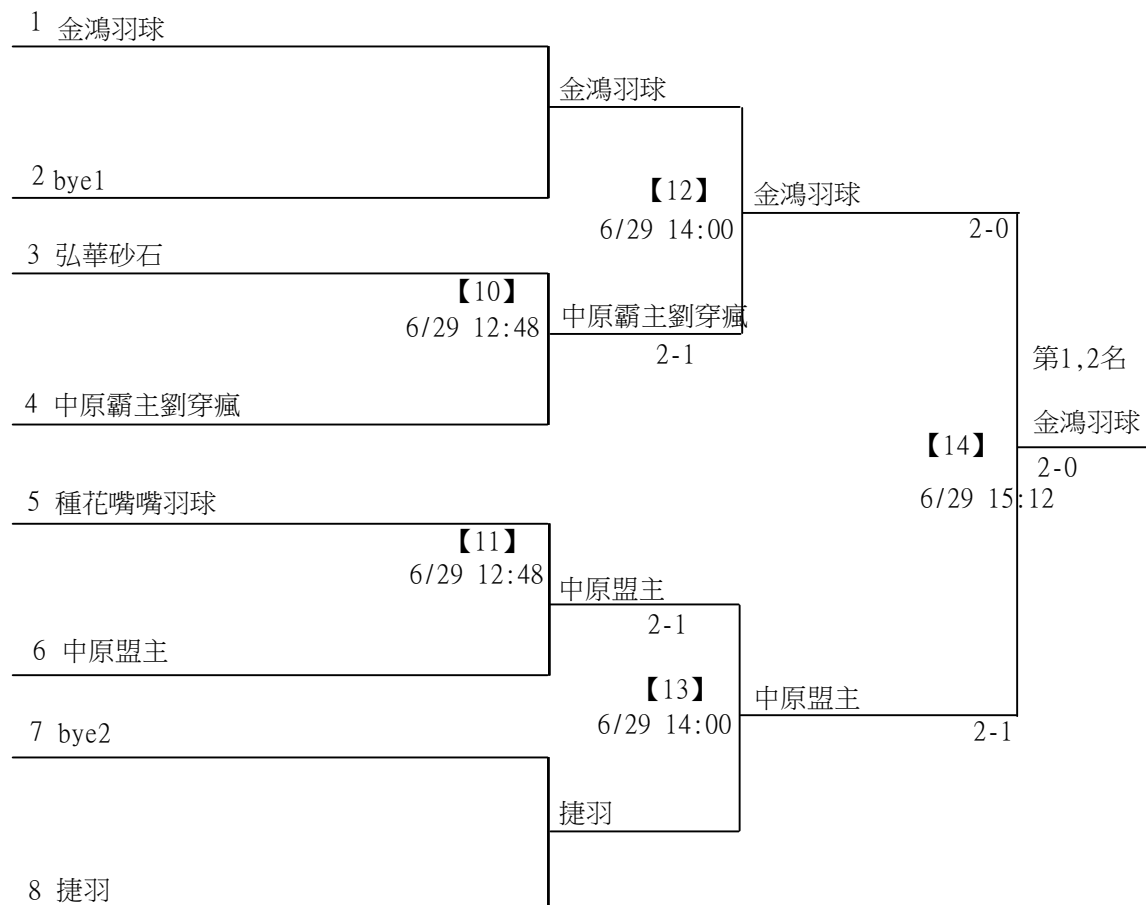 1 金鴻羽球
金鴻羽球
2 bye1
【12】
金鴻羽球
6/29 14:00
2-0
3 弘華砂石
【10】
6/29 12:48
中原霸主劉穿瘋
2-1
第1,2名
4 中原霸主劉穿瘋
金鴻羽球
【14】
2-0
6/29 15:12
5 種花嘴嘴羽球
【11】
6/29 12:48
中原盟主
2-1
6 中原盟主
【13】
中原盟主
6/29 14:00
2-1
7 bye2
捷羽
8 捷羽